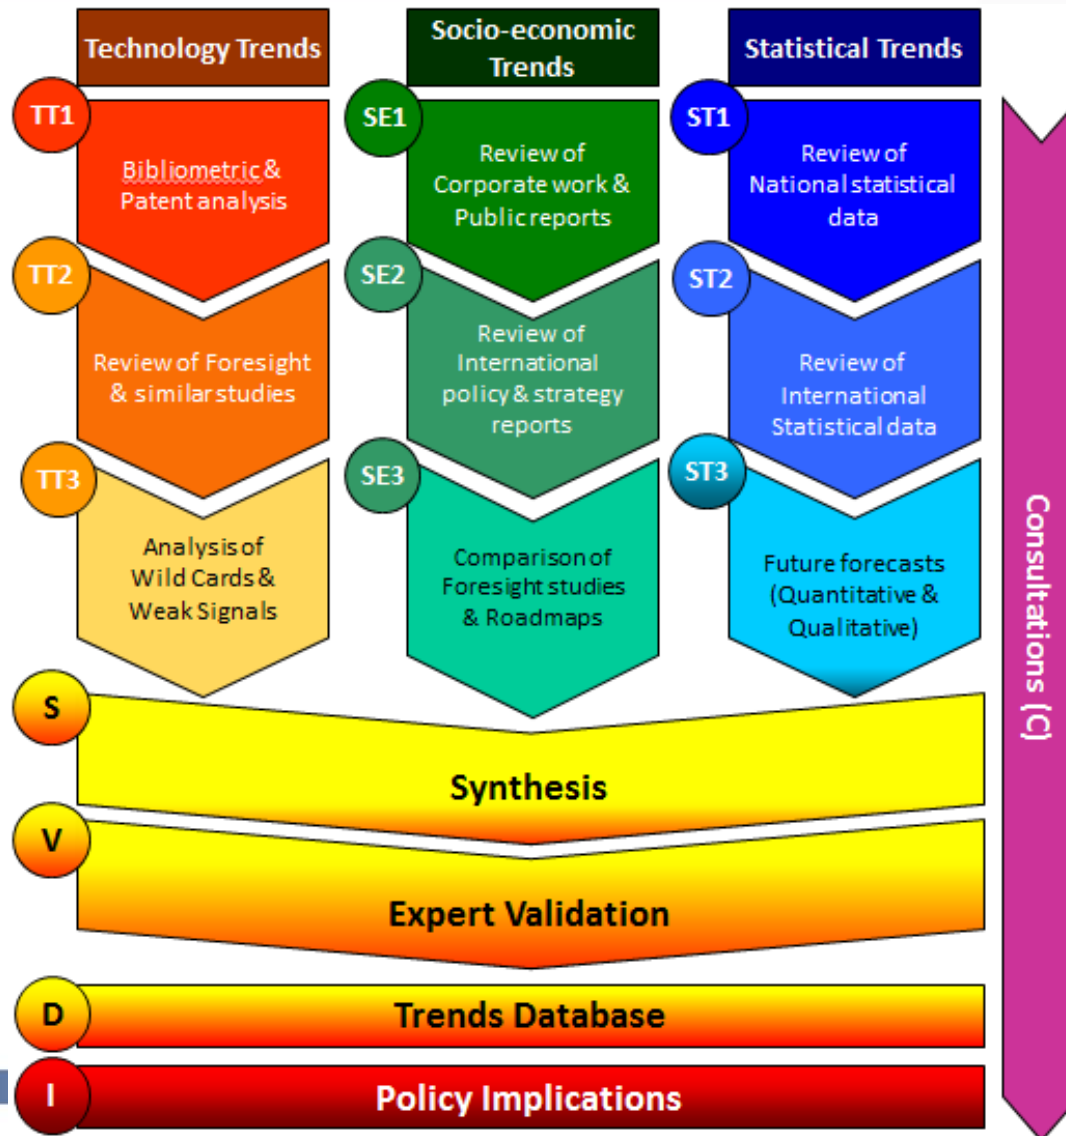 Technology Trends
Socio-economic
Trends
Statistical Trends
TT1
Bibliometric &
Patent analysis
SE1
Review of
Corporate work &
Public reports
ST1
Review of
National statistical
data
TT2
Review of Foresight
& similar studies
SE2
Review of
International
policy & strategy
reports
ST2
Review of
International
Statistical data
TT3
Analysis of
Wild Cards &
Weak Signals
SE3
Comparison of
Foresight studies
& Roadmaps
ST3
Future forecasts
(Quantitative &
Qualitative)
Consultations (C)
S
Synthesis
V
Expert Validation
D
Trends Database
I
Policy Implications